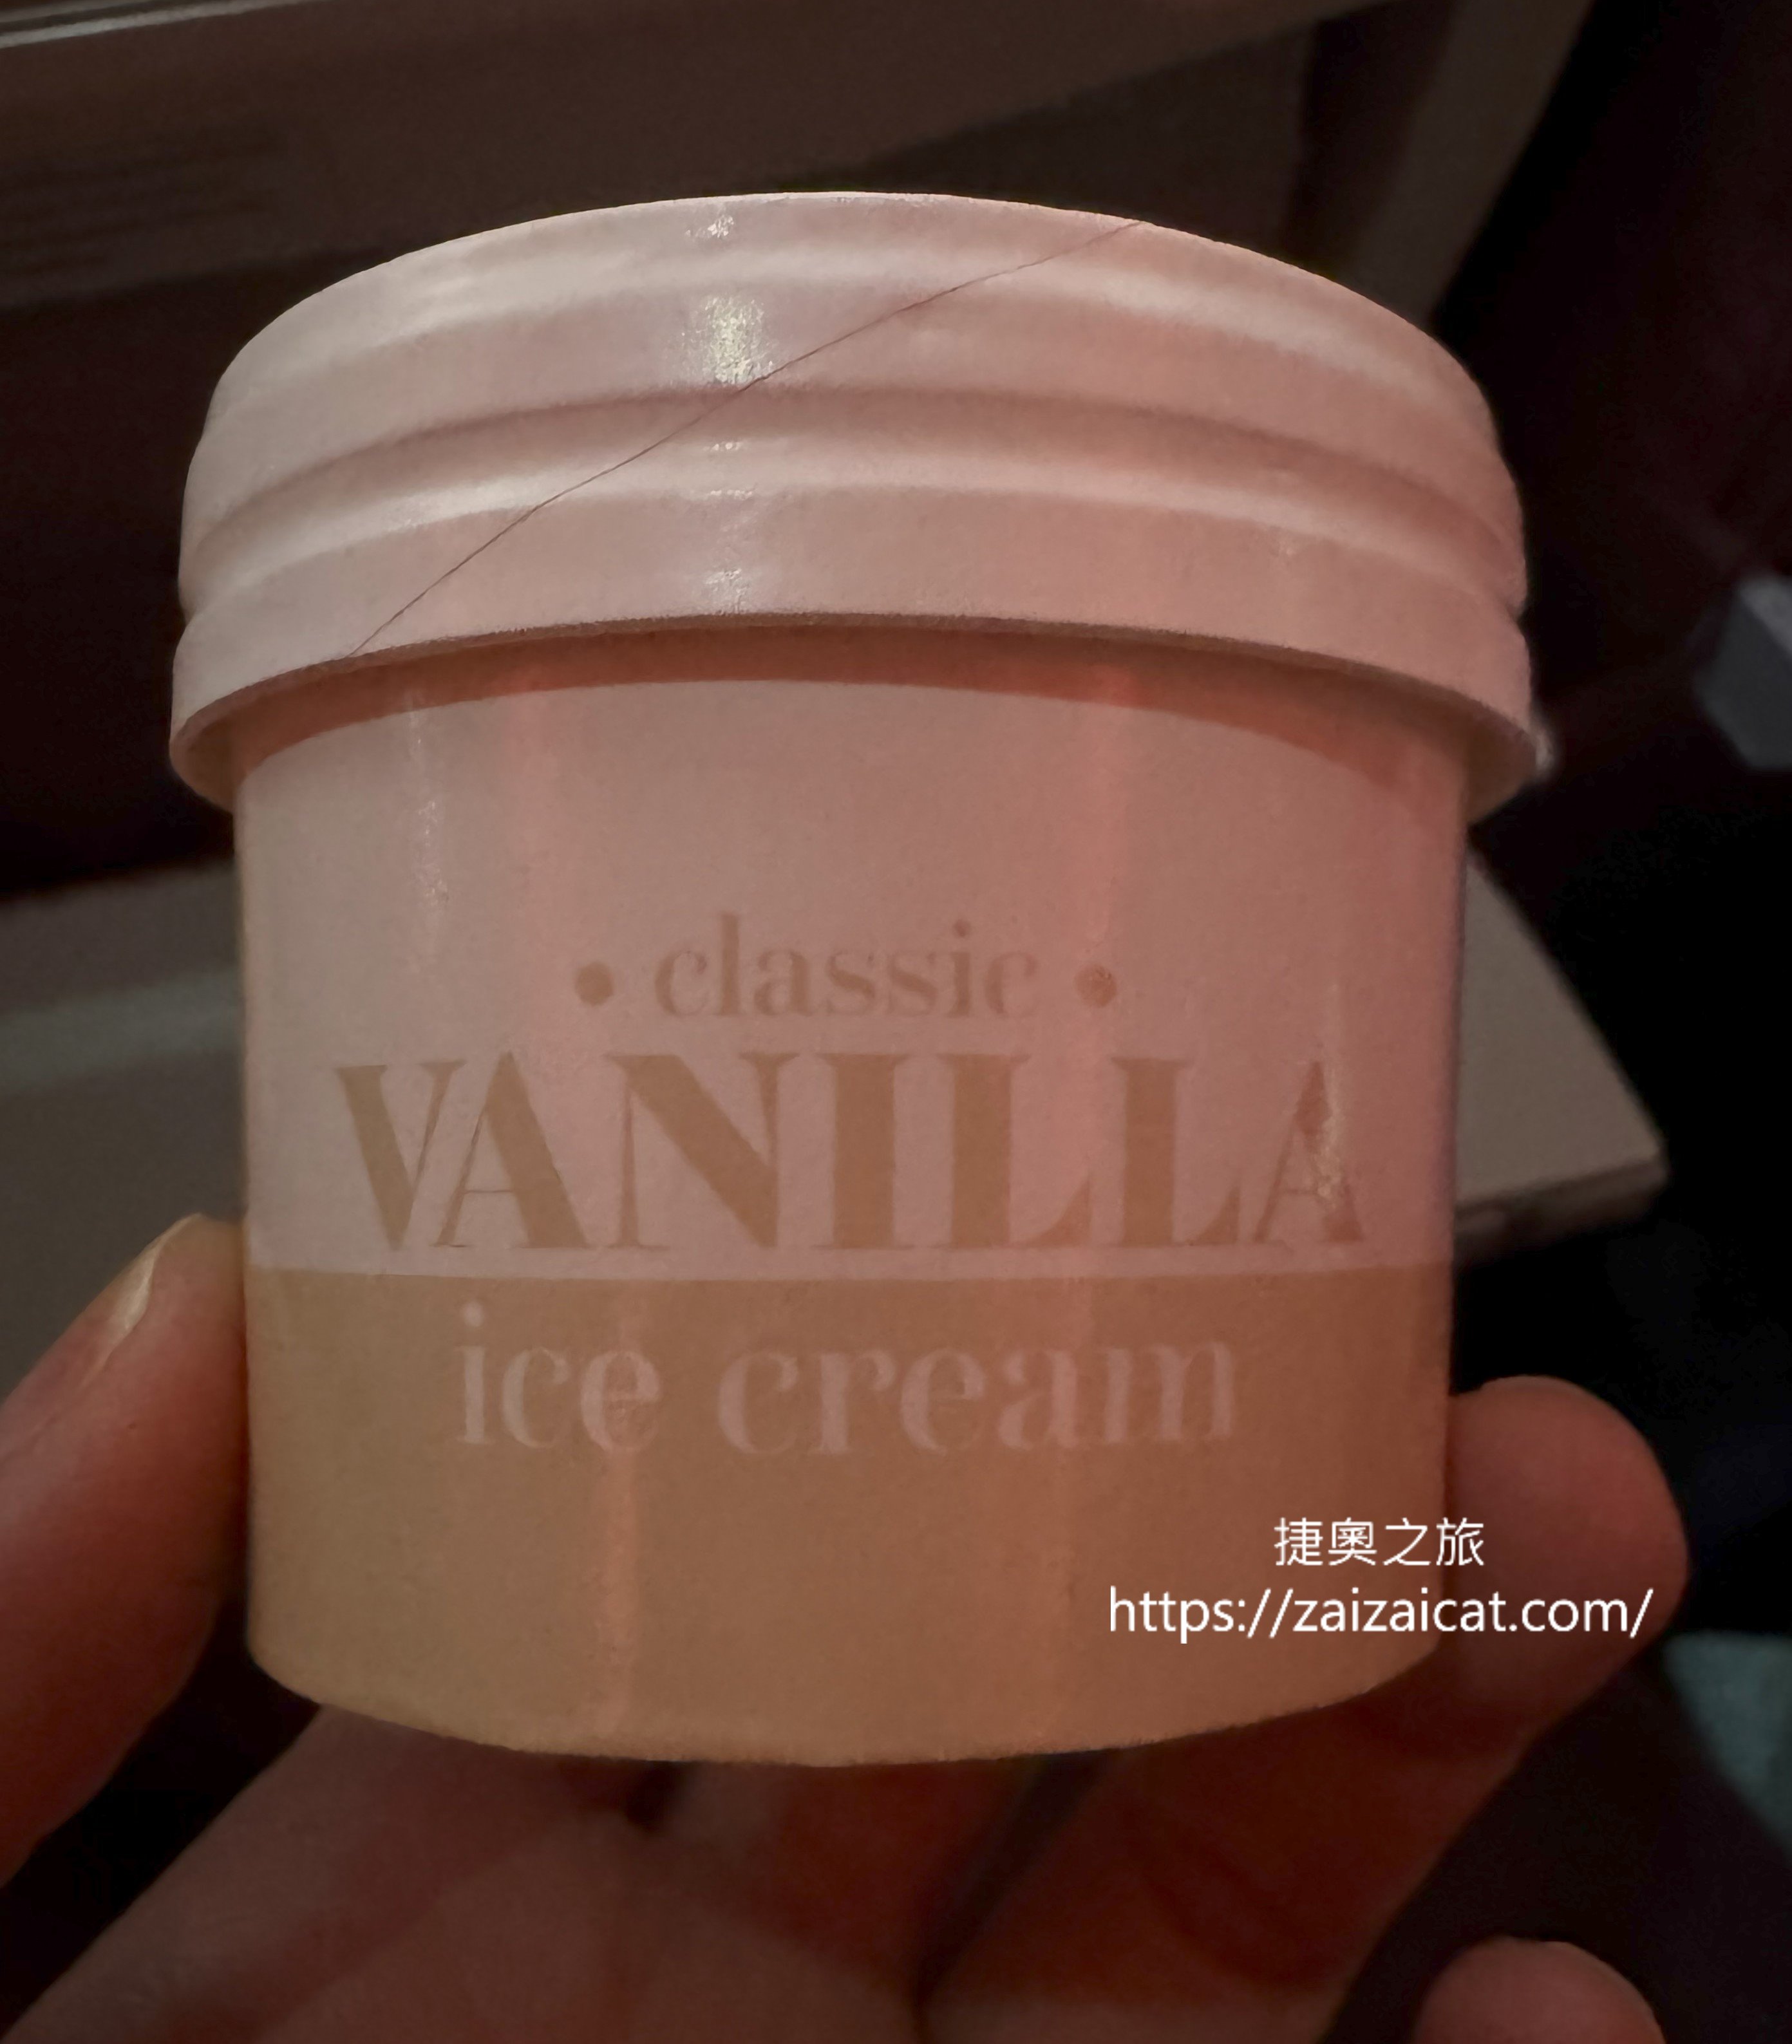 • classic •
VANILLA
ice cream
捷奧之旅
https://zaizaicat.com/